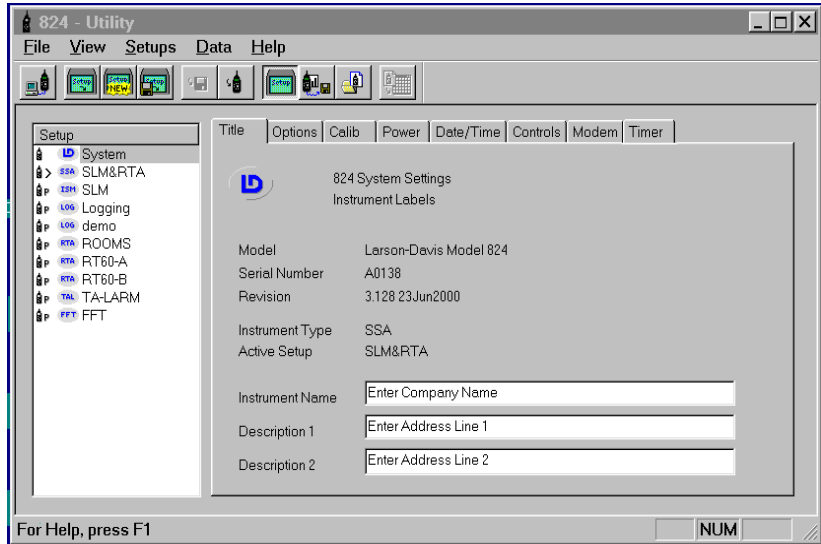 824 - Utility
File View Setups Data Help
Setup Setup NEW! Setup Setup
Setup
LD System
SSA SLM&RTA
P ISM SLM
P LOG Logging
P LOG demo
P RTA ROOMS
P RTA RT60-A
P RTA RT60-B
P TAL TA-LARM
P FFT FFT
Title Options Calib Power Date/Time Controls Modem Timer
LD
824 System Settings
Instrument Labels
Model Larson-Davis Model 824
Serial Number A0138
Revision 3.128 23Jun2000
Instrument Type SSA
Active Setup SLM&RTA
Instrument Name Enter Company Name
Description 1 Enter Address Line 1
Description 2 Enter Address Line 2
For Help, press F1
NUM